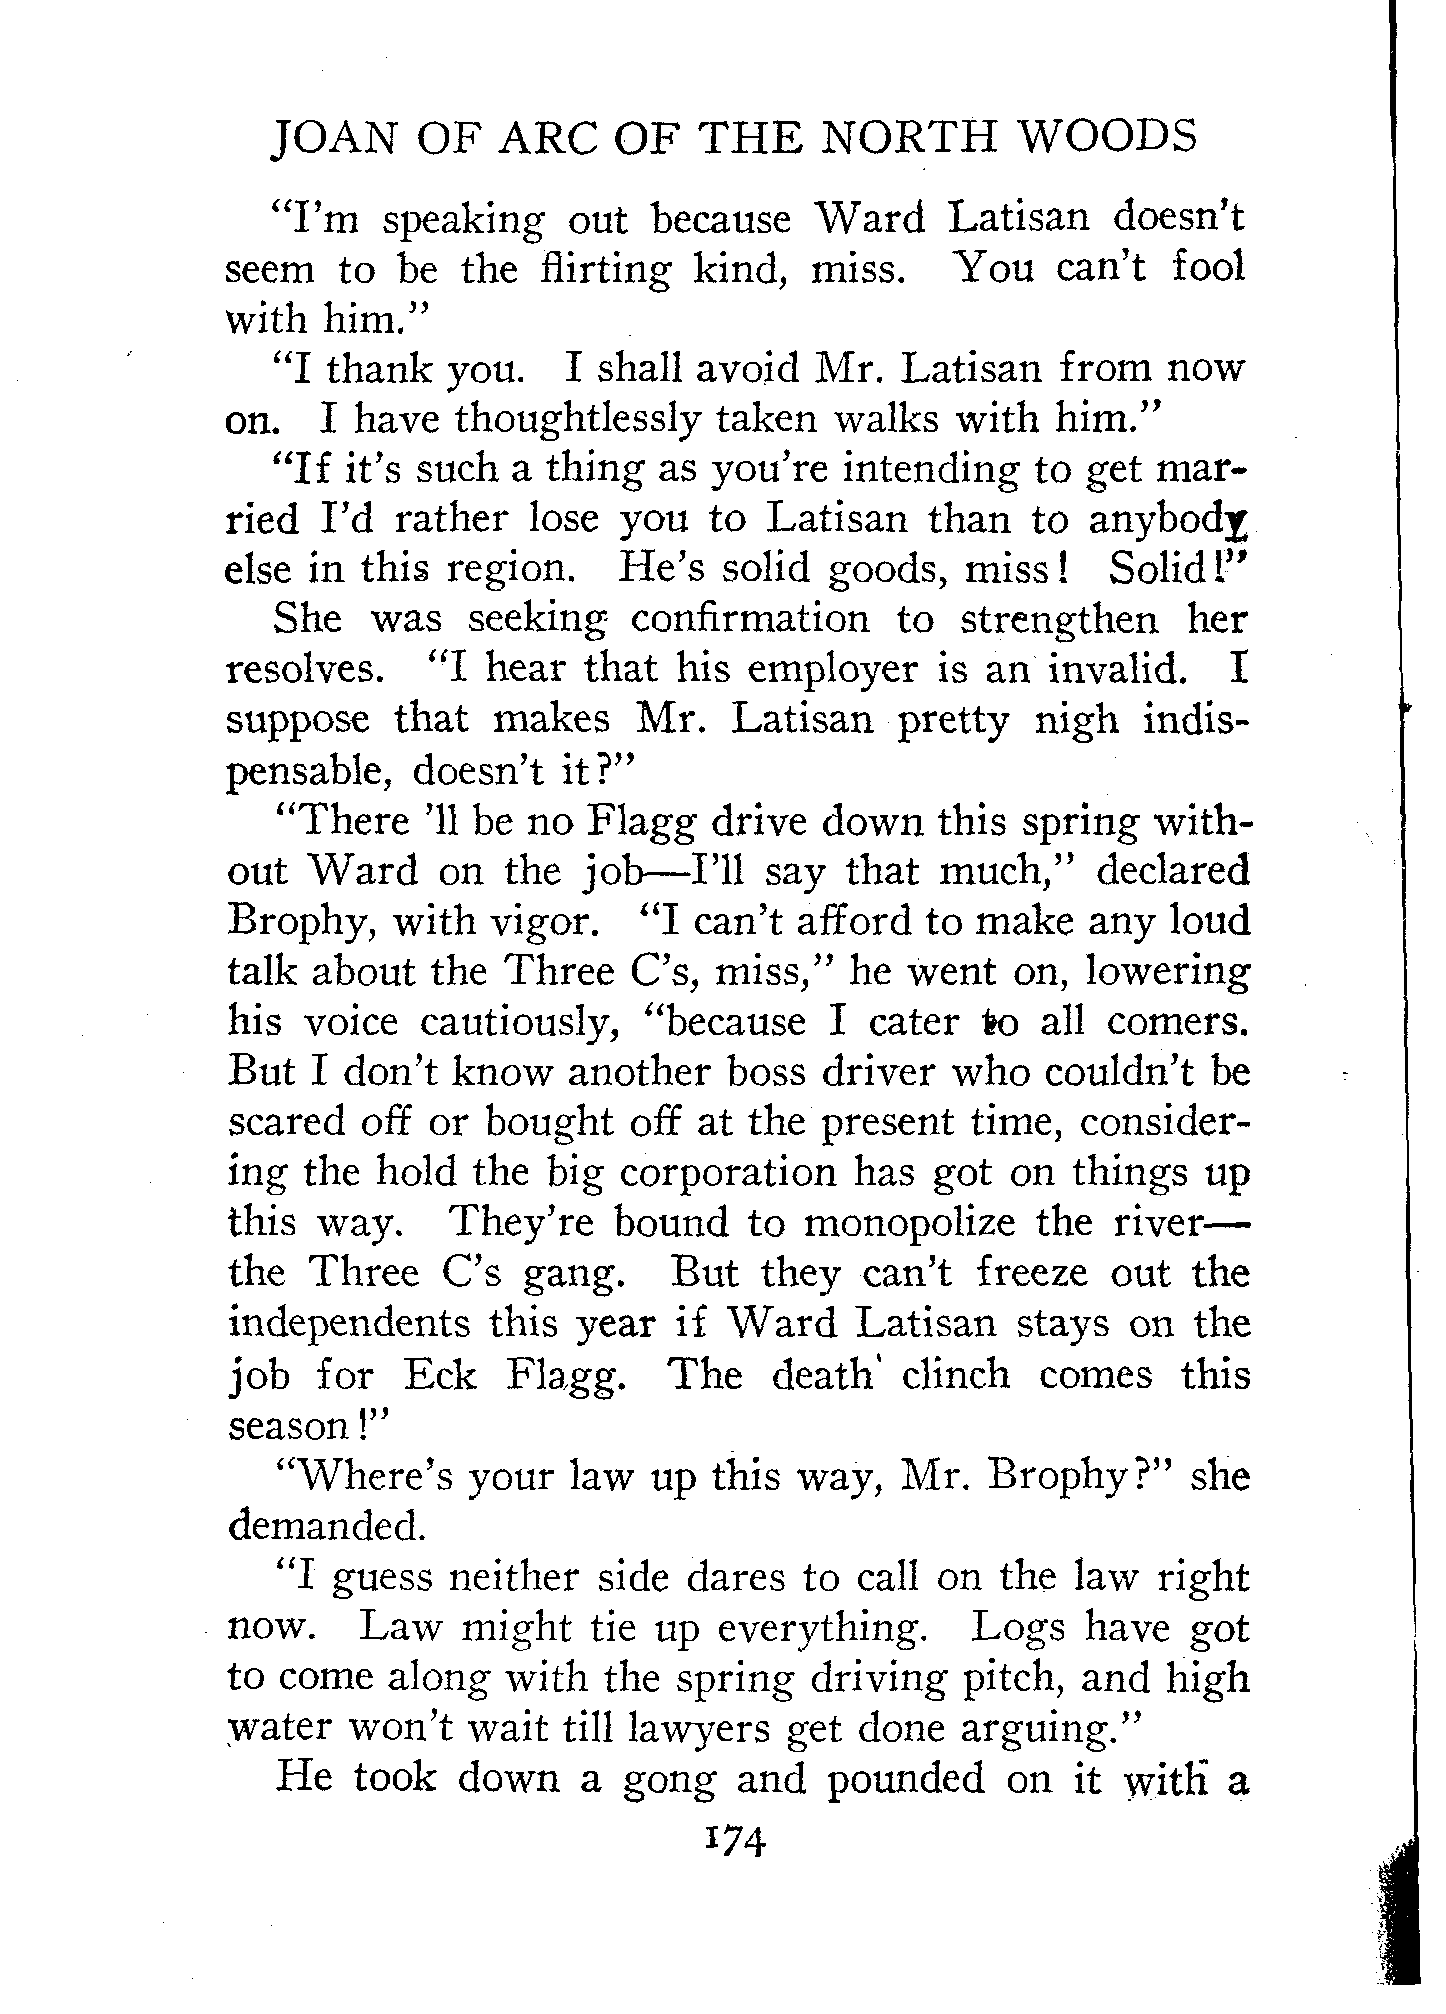 JOAN OF ARC OF THE NORTH WOODS
"I'm speaking out because Ward Latisan doesn't
seem to be the flirting kind, miss. You can't fool
with him."
"I thank you. I shall avoid Mr. Latisan from now
on. I have thoughtlessly taken walks with him."
"If it's such a thing as you're intending to get mar-
ried I'd rather lose you to Latisan than to anybody
else in this region. He's solid goods, miss! Solid!"
She was seeking confirmation to strengthen her
resolves. "I hear that his employer is an invalid. I
suppose that makes Mr. Latisan pretty nigh indis-
pensable, doesn't it?"
"There 'll be no Flagg drive down this spring with-
out Ward on the job—I'll say that much," declared
Brophy, with vigor. "I can't afford to make any loud
talk about the Three C's, miss," he went on, lowering
his voice cautiously, "because I cater to all comers.
But I don't know another boss driver who couldn't be
scared off or bought off at the present time, consider-
ing the hold the big corporation has got on things up
this way. They're bound to monopolize the river—
the Three C's gang. But they can't freeze out the
independents this year if Ward Latisan stays on the
job for Eck Flagg. The death clinch comes this
season!"
"Where's your law up this way, Mr. Brophy?" she
demanded.
"I guess neither side dares to call on the law right
now. Law might tie up everything. Logs have got
to come along with the spring driving pitch, and high
water won't wait till lawyers get done arguing."
He took down a gong and pounded on it with a
174